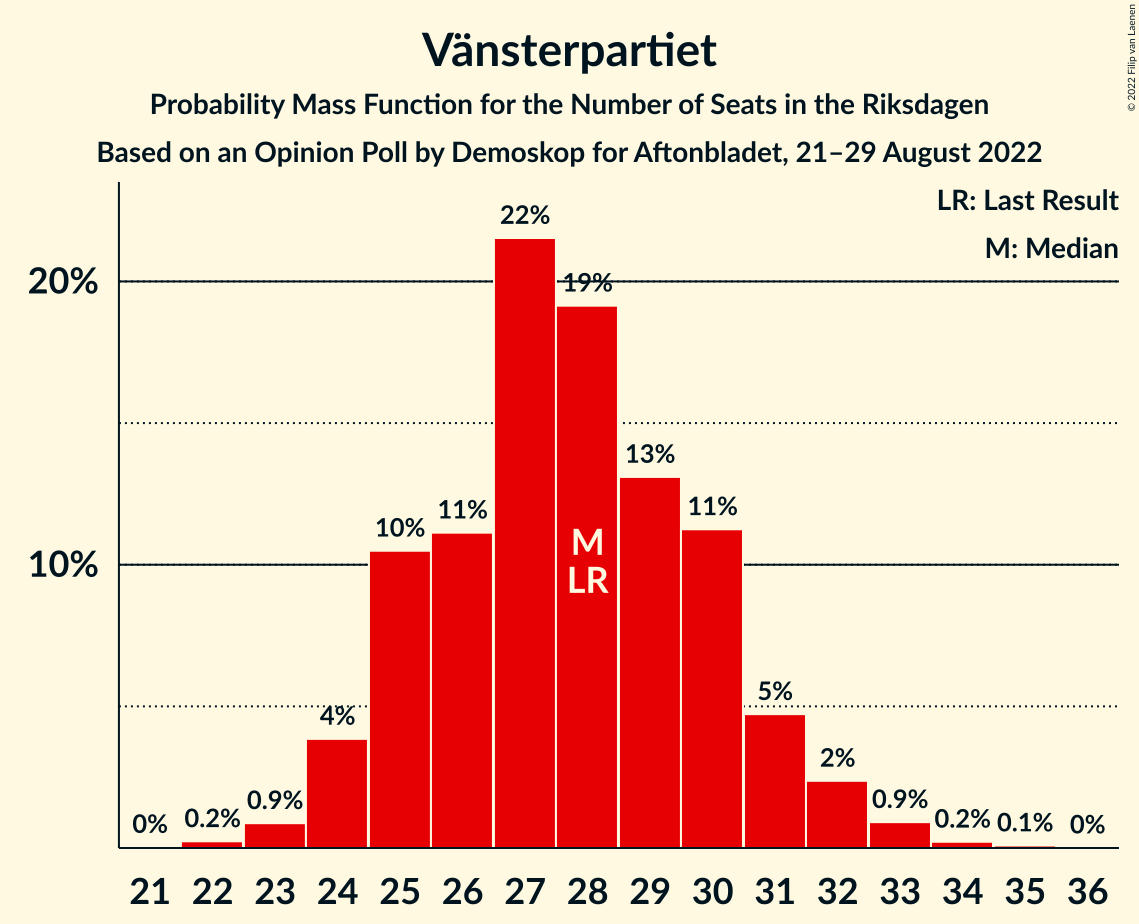 Vänsterpartiet
Probability Mass Function for the Number of Seats in the Riksdagen
Based on an Opinion Poll by Demoskop for Aftonbladet, 21–29 August 2022
© 2022 Filip van Laenen
LR: Last Result
M: Median
20%
10%
0%
0.2%
0.9%
4%
10%
11%
22%
19%
13%
11%
5%
2%
0.9%
0.2%
0.1%
0%
M
LR
21 22 23 24 25 26 27 28 29 30 31 32 33 34 35 36